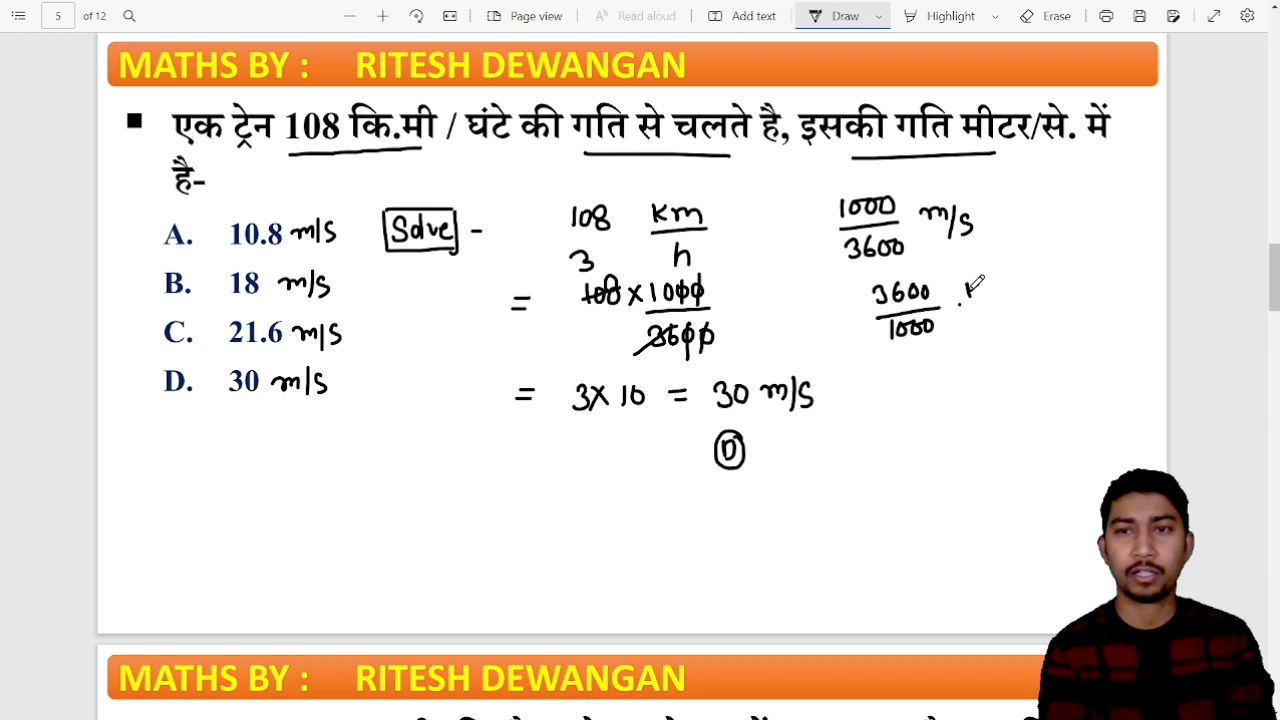 5 of 12 Page view Read aloud Add text Draw Highlight Erase
MATHS BY : RITESH DEWANGAN
एक ट्रेन 108 कि.मी / घंटे की गति से चलते है, इसकी गति मीटर/से. में
है-
A. 10.8 m/s
B. 18 m/s
C. 21.6 m/s
D. 30 m/s
Solve -
108 km
h
3
= 108 × 1000
3600
= 3 × 10 = 30 m/s
D
1000 m/s
3600
3600
1000
MATHS BY : RITESH DEWANGAN